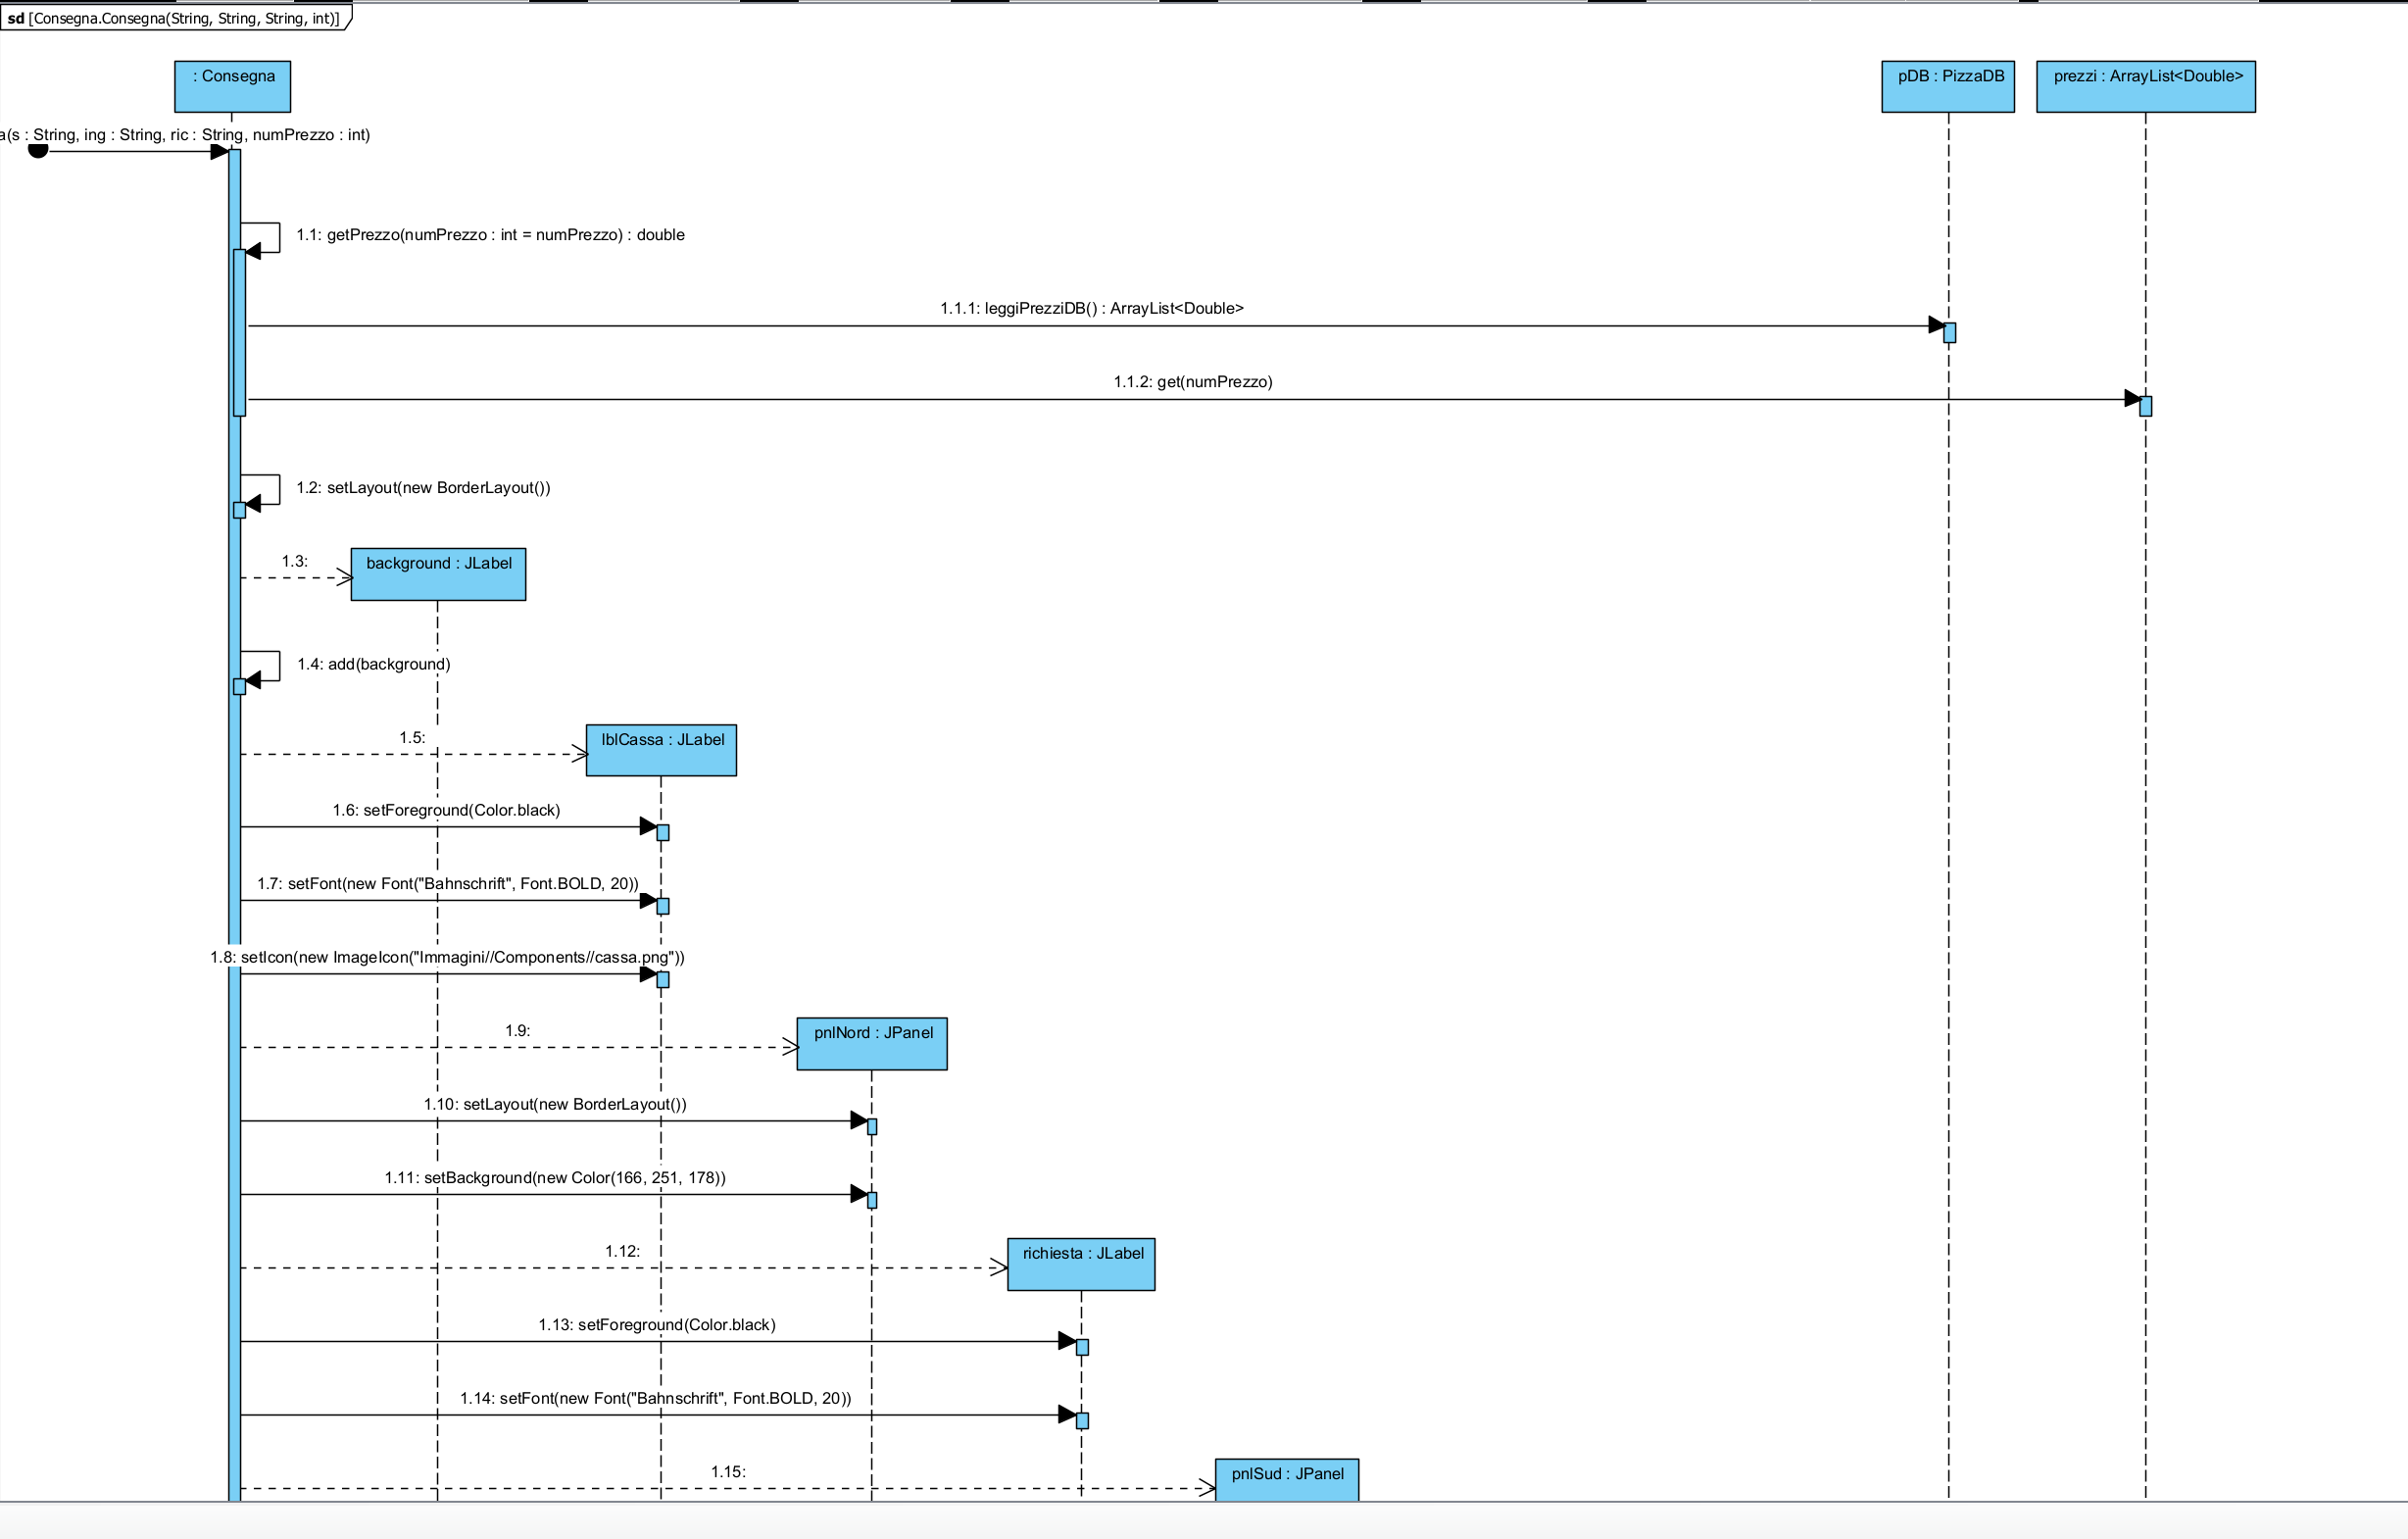 sd [Consegna.Consegna(String, String, String, int)]
: Consegna
pDB : PizzaDB
prezzi : ArrayList<Double>
a(s : String, ing : String, ric : String, numPrezzo : int)
1.1: getPrezzo(numPrezzo : int = numPrezzo) : double
1.1.1: leggiPrezziDB() : ArrayList<Double>
1.1.2: get(numPrezzo)
1.2: setLayout(new BorderLayout())
1.3:
background : JLabel
1.4: add(background)
1.5:
lblCassa : JLabel
1.6: setForeground(Color.black)
1.7: setFont(new Font("Bahnschrift", Font.BOLD, 20))
1.8: setIcon(new ImageIcon("Immagini//Components//cassa.png"))
1.9:
pnlNord : JPanel
1.10: setLayout(new BorderLayout())
1.11: setBackground(new Color(166, 251, 178))
1.12:
richiesta : JLabel
1.13: setForeground(Color.black)
1.14: setFont(new Font("Bahnschrift", Font.BOLD, 20))
1.15:
pnlSud : JPanel